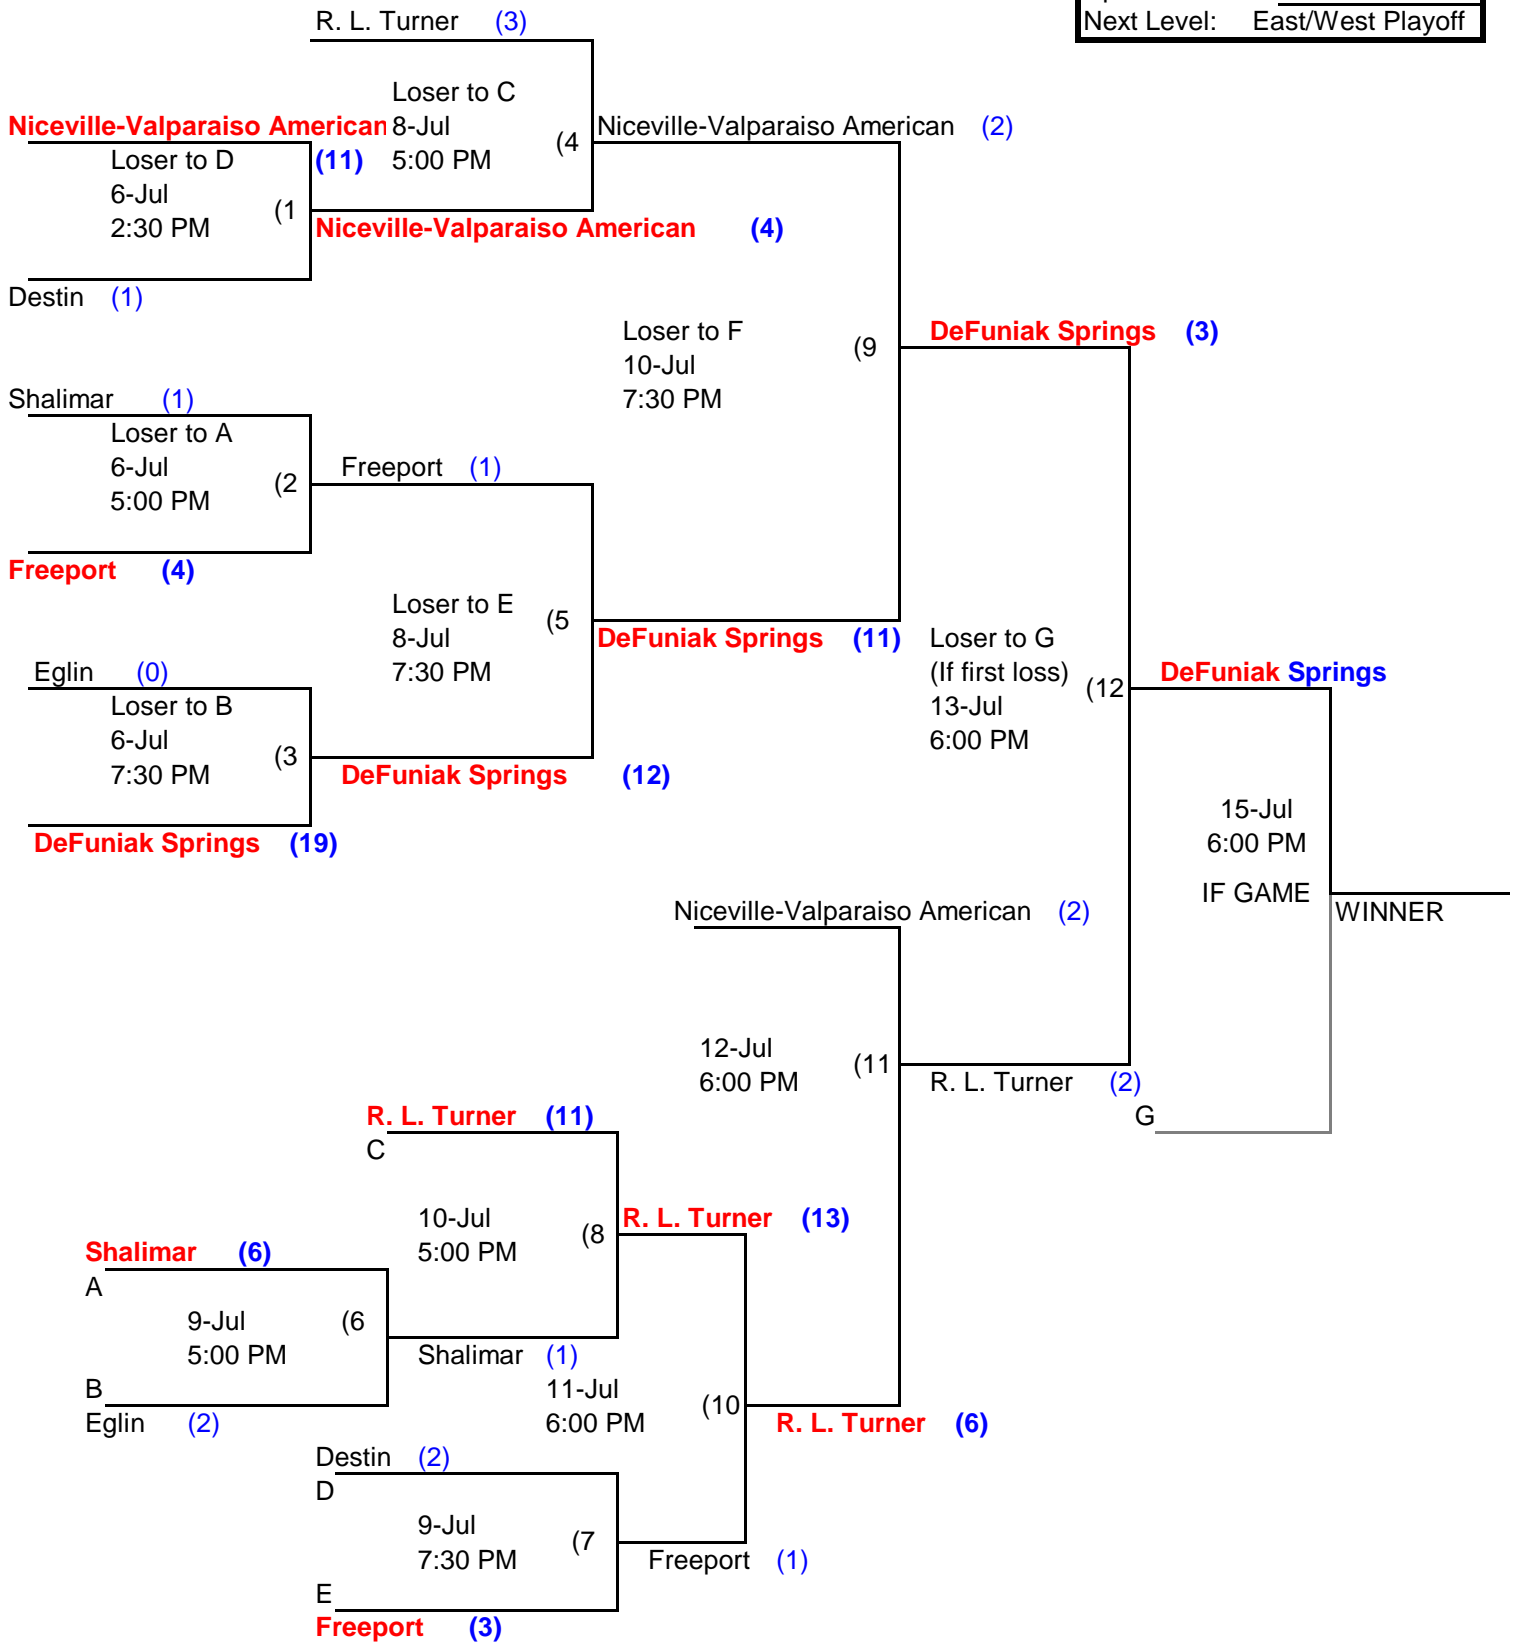 R. L. Turner (3)
Next Level: East/West Playoff
Loser to C
Niceville-Valparaiso American 8-Jul (4 Niceville-Valparaiso American (2)
Loser to D (11) 5:00 PM
6-Jul
(1
2:30 PM Niceville-Valparaiso American (4)
Destin (1)
Loser to F DeFuniak Springs (3)
10-Jul (9
7:30 PM
Shalimar (1)
Loser to A
6-Jul Freeport (1)
5:00 PM (2
Freeport (4)
Loser to E (5
8-Jul DeFuniak Springs (11) Loser to G
7:30 PM (If first loss) DeFuniak Springs
Eglin (0) (12
Loser to B 13-Jul
6-Jul 6:00 PM
7:30 PM (3 DeFuniak Springs (12)
15-Jul
DeFuniak Springs (19) 6:00 PM
IF GAME
Niceville-Valparaiso American (2) WINNER
12-Jul (11
6:00 PM R. L. Turner (2)
R. L. Turner (11) G
C
10-Jul (8 R. L. Turner (13)
5:00 PM
Shalimar (6)
A
9-Jul (6
5:00 PM Shalimar (1)
B 11-Jul (10
Eglin (2) 6:00 PM R. L. Turner (6)
Destin (2)
D
9-Jul (7
7:30 PM Freeport (1)
E
Freeport (3)